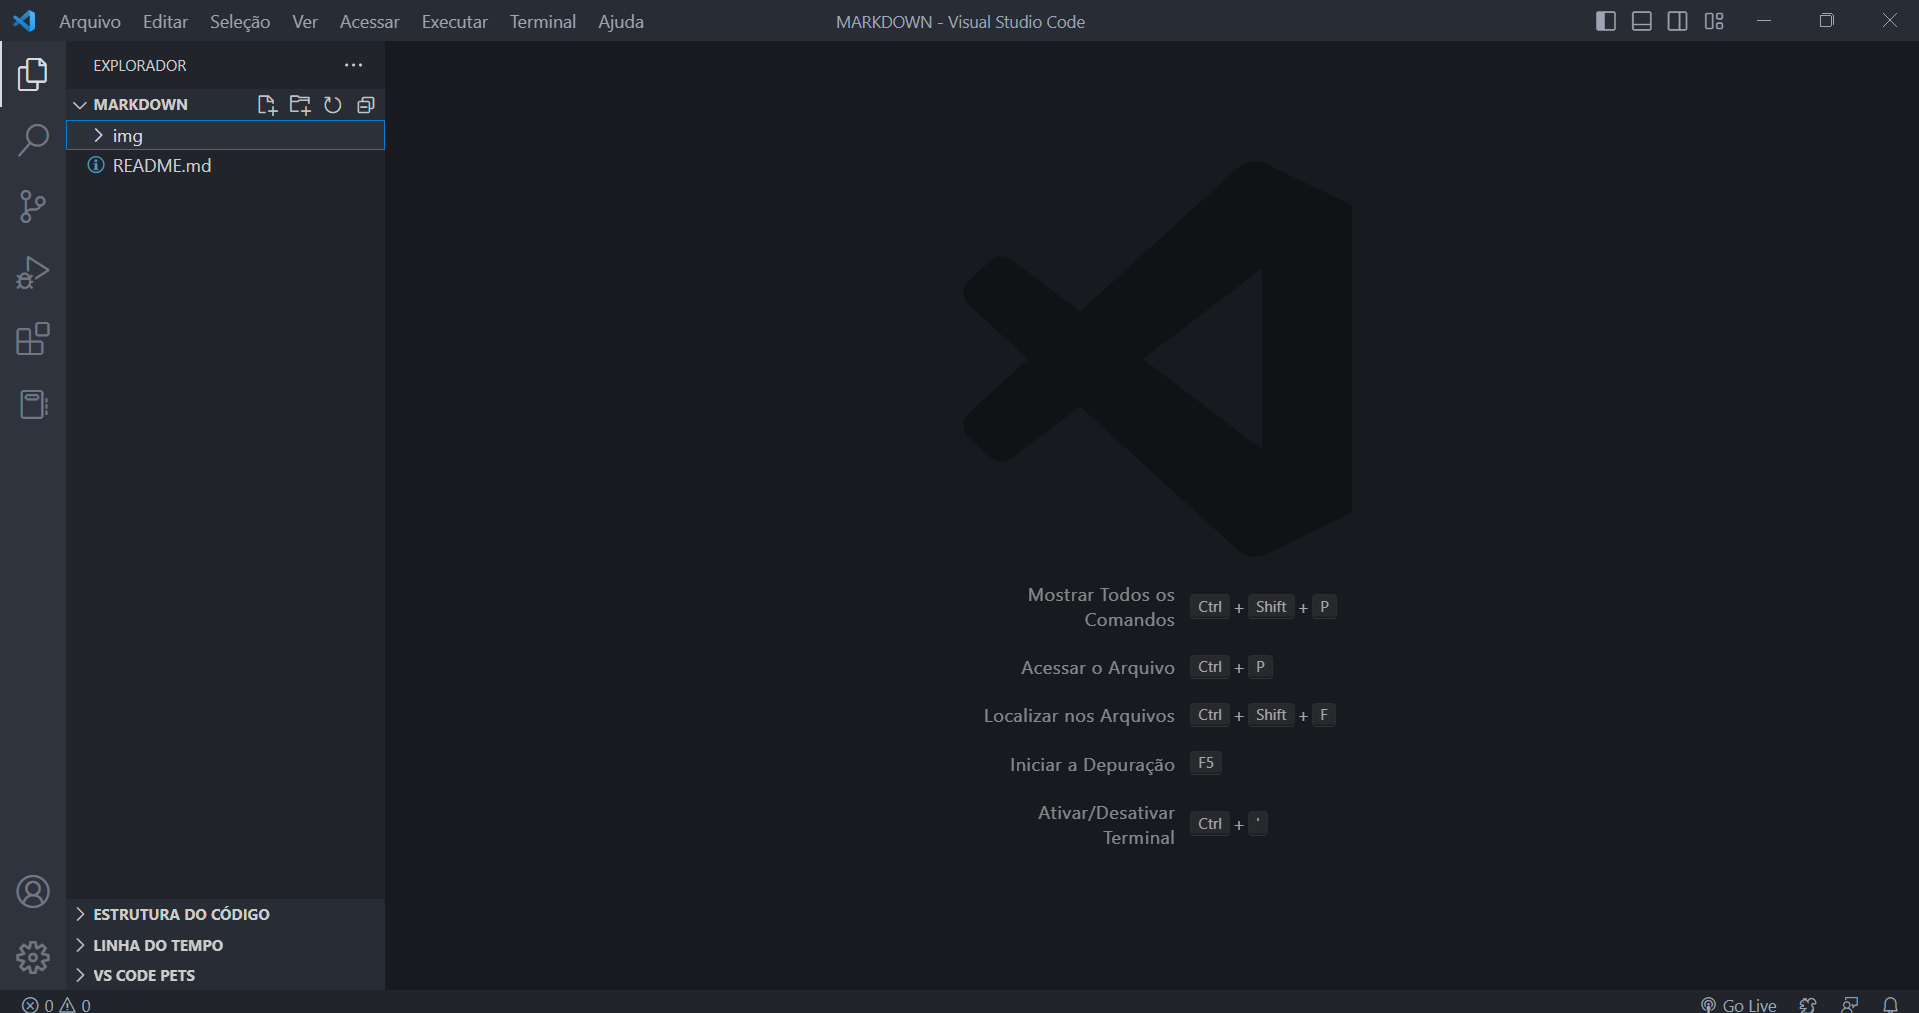 Arquivo Editar Seleção Ver Acessar Executar Terminal Ajuda
MARKDOWN - Visual Studio Code
EXPLORADOR
MARKDOWN
img
README.md
Mostrar Todos os
Comandos
Ctrl + Shift + P
Acessar o Arquivo Ctrl + P
Localizar nos Arquivos Ctrl + Shift + F
Iniciar a Depuração F5
Ativar/Desativar
Terminal
Ctrl + '
ESTRUTURA DO CÓDIGO
LINHA DO TEMPO
VS CODE PETS
0 0
Go Live